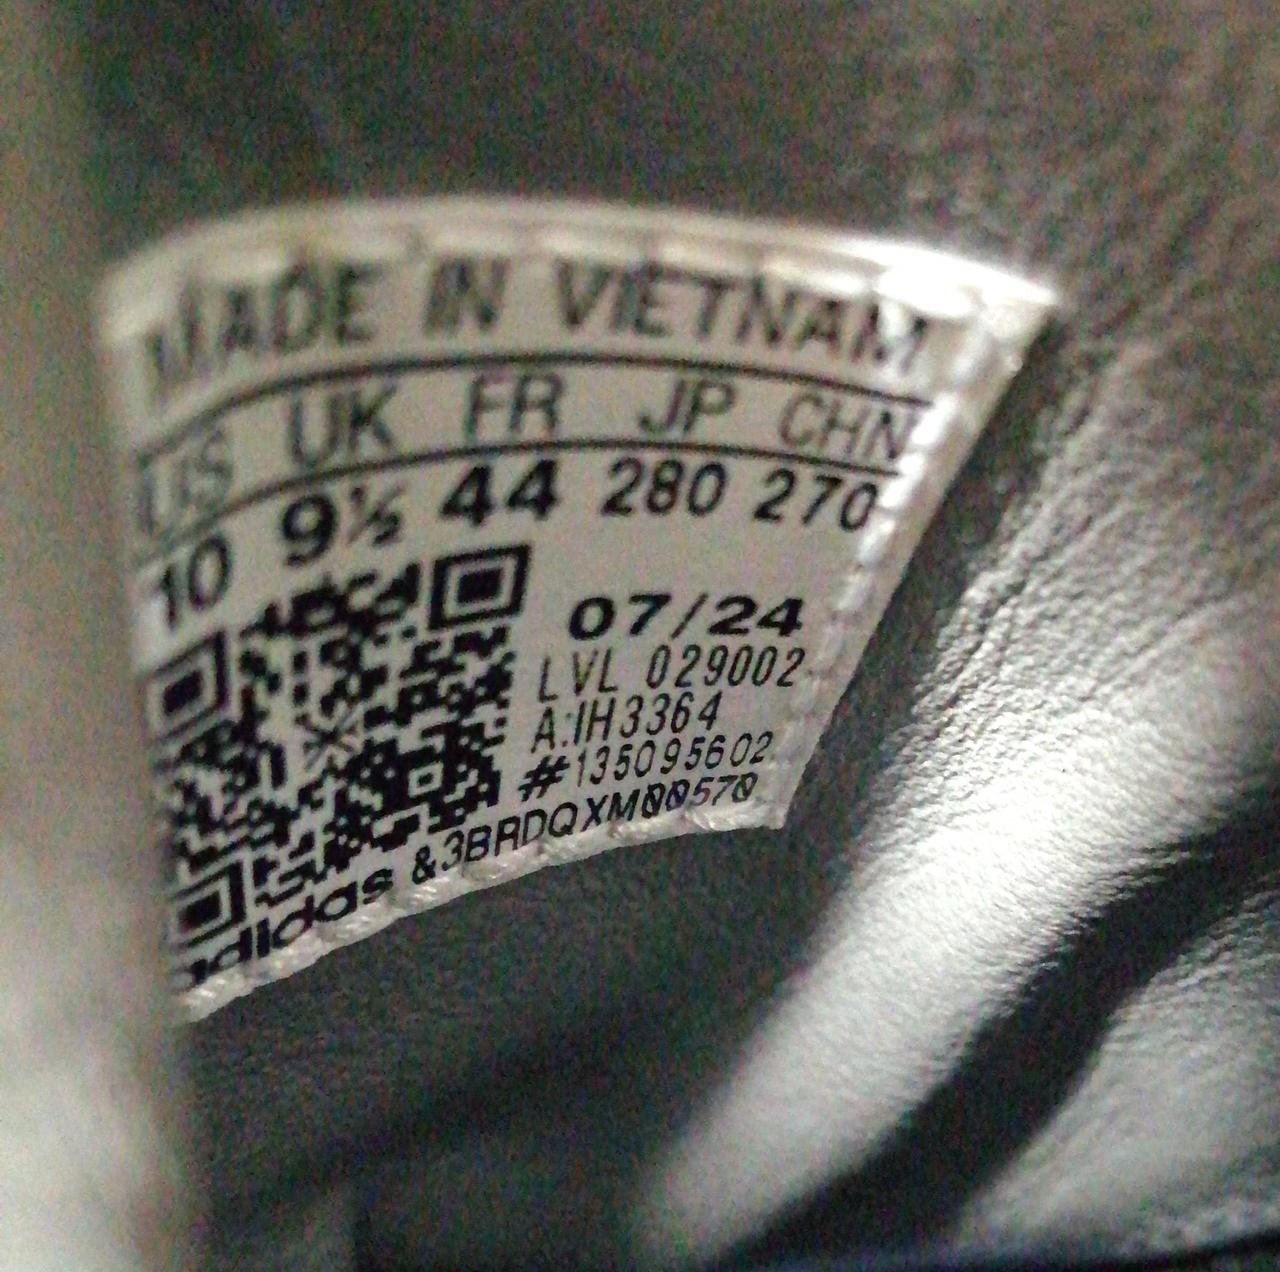 MADE IN VIETNAM
US UK FR JP CHN
10 9½ 44 280 270
07/24
LVL 029002
A:IH3364
#135095602
adidas &3BRDQXM00570